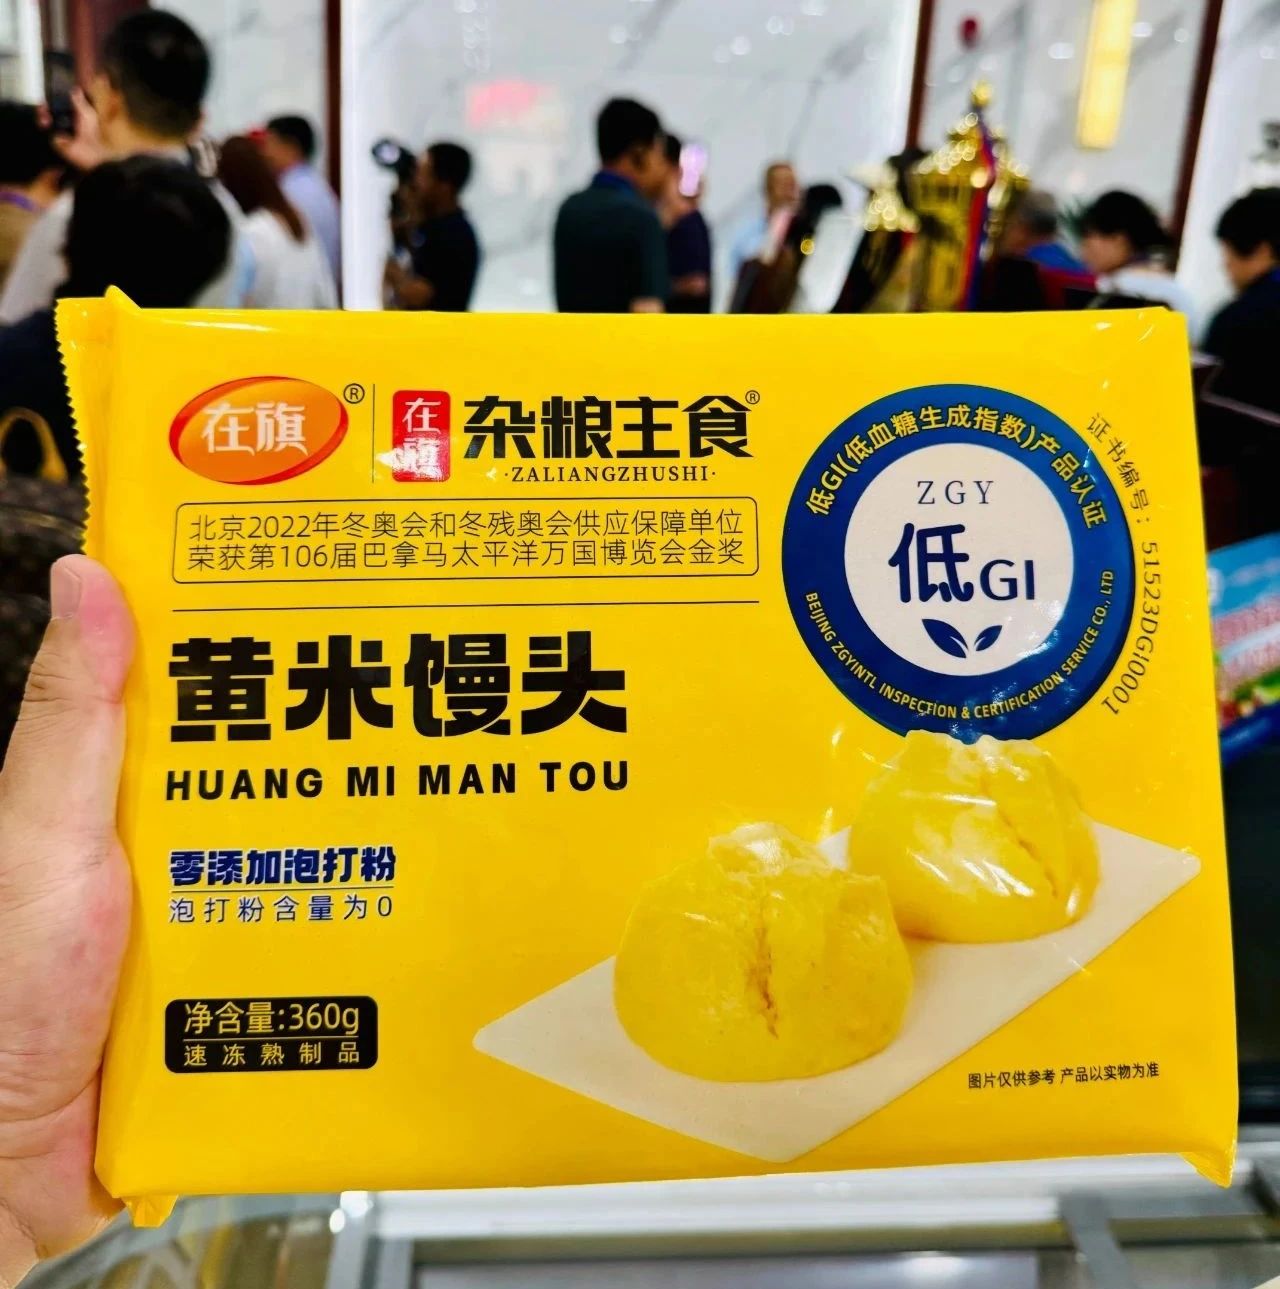 在旗®
在旗
杂粮主食®
·ZALIANGZHUSHI·
北京2022年冬奥会和冬残奥会供应保障单位
荣获第106届巴拿马太平洋万国博览会金奖
低GI(低血糖生成指数)产品认证
ZGY
低GI
BEIJING ZGYINTL INSPECTION & CERTIFICATION SERVICE CO., LTD
证书编号：51523DGI0001
黄米馒头
HUANG MI MAN TOU
零添加泡打粉
泡打粉含量为0
净含量:360g
速冻熟制品
图片仅供参考 产品以实物为准